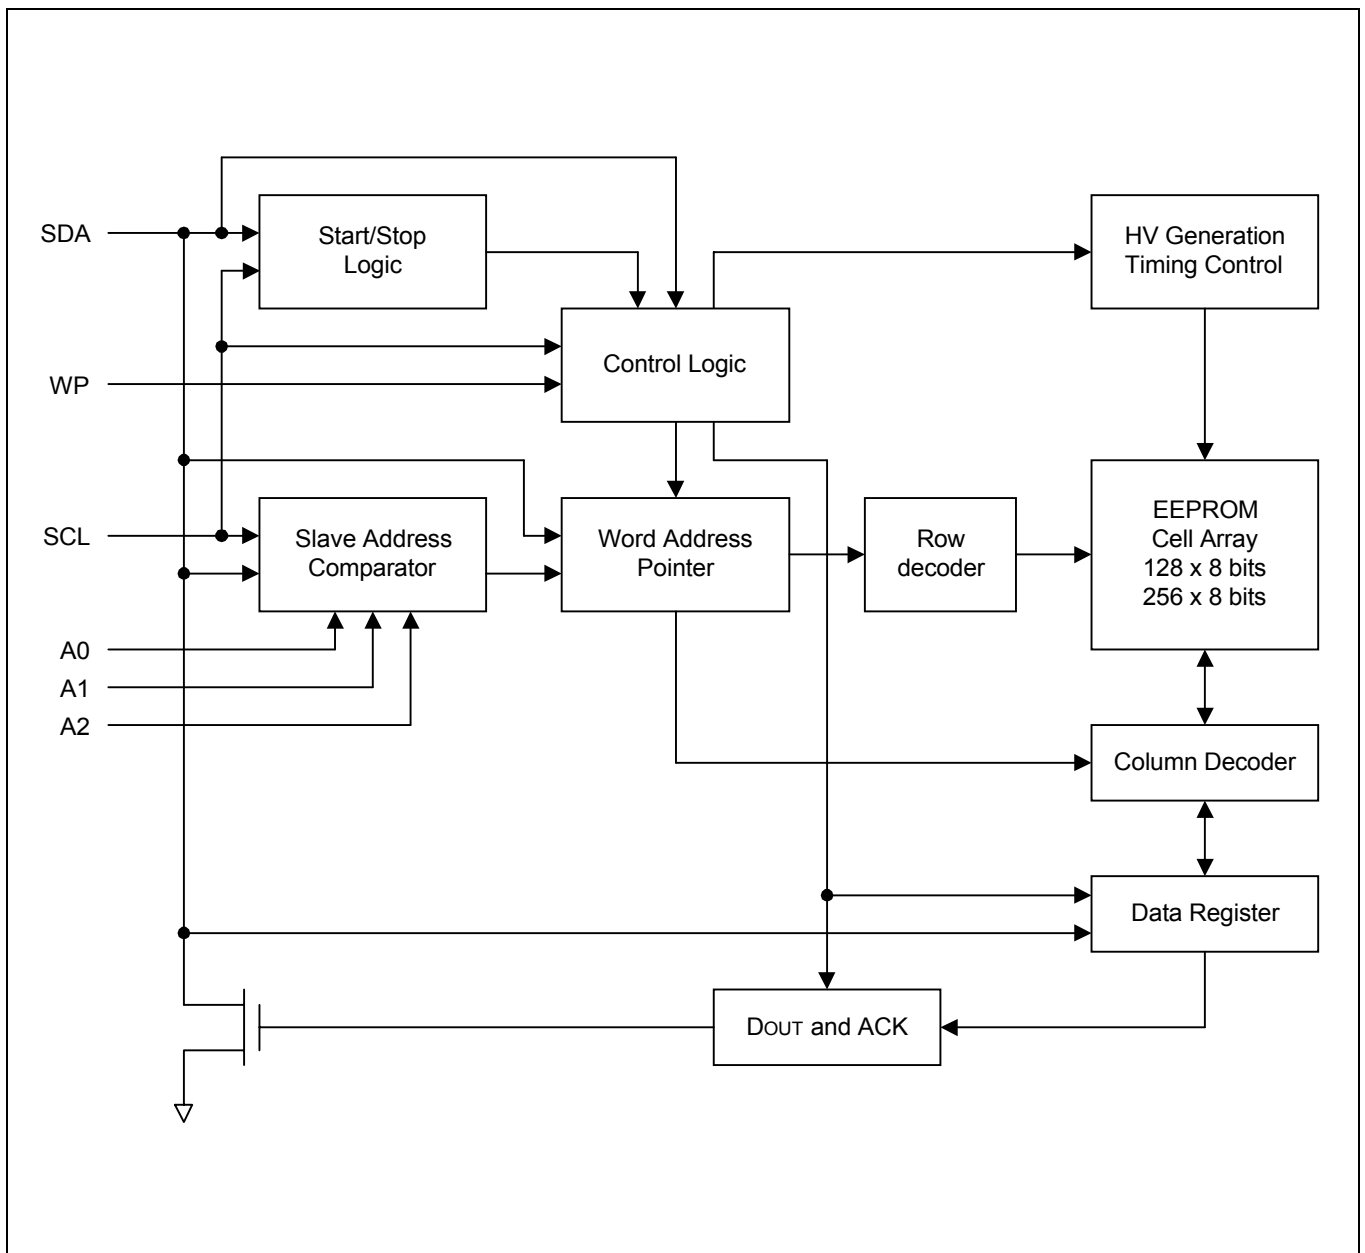 SDA
Start/Stop
Logic
HV Generation
Timing Control
WP
Control Logic
SCL
Slave Address
Comparator
Word Address
Pointer
Row
decoder
EEPROM
Cell Array
128 x 8 bits
256 x 8 bits
A0
A1
A2
Column Decoder
Data Register
DOUT and ACK